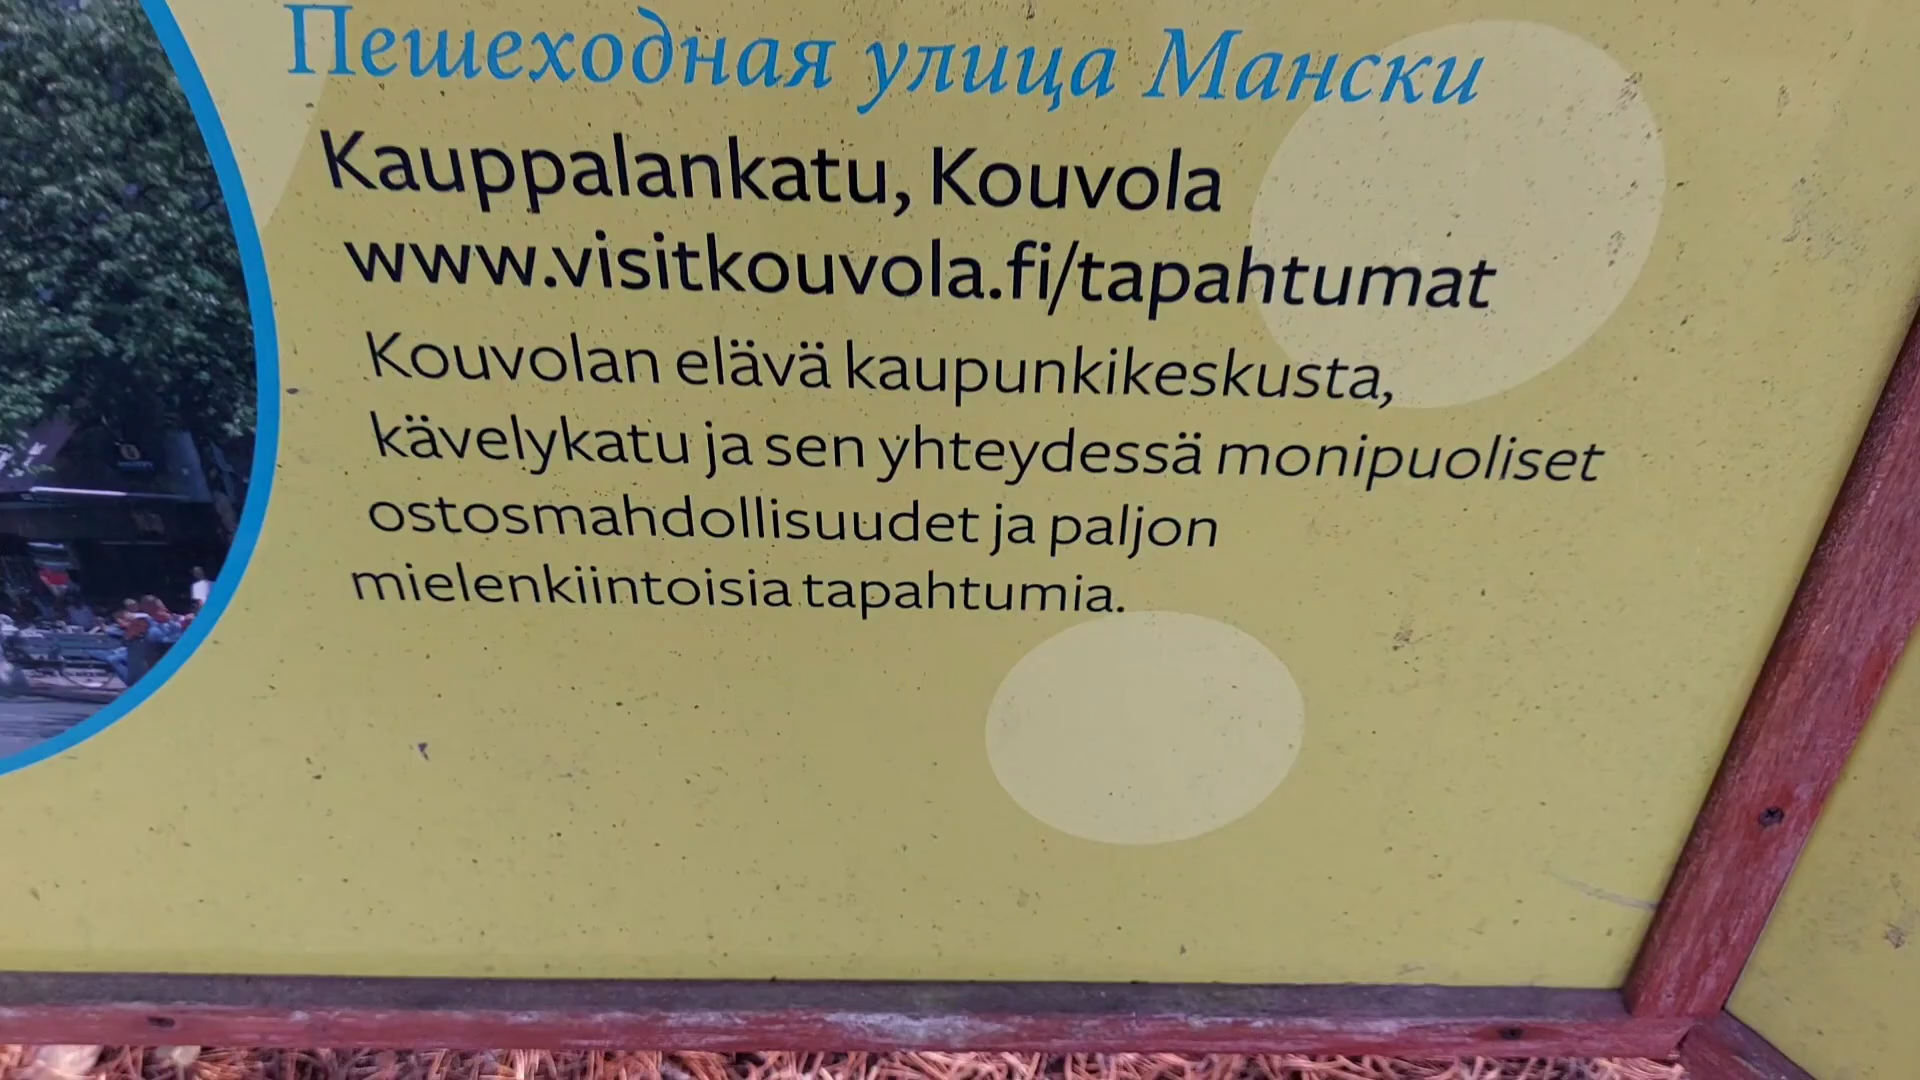 Пешеходная улица Мански
Kauppalankatu, Kouvola
www.visitkouvola.fi/tapahtumat
Kouvolan elävä kaupunkikeskusta,
kävelykatu ja sen yhteydessä monipuoliset
ostosmahdollisuudet ja paljon
mielenkiintoisia tapahtumia.